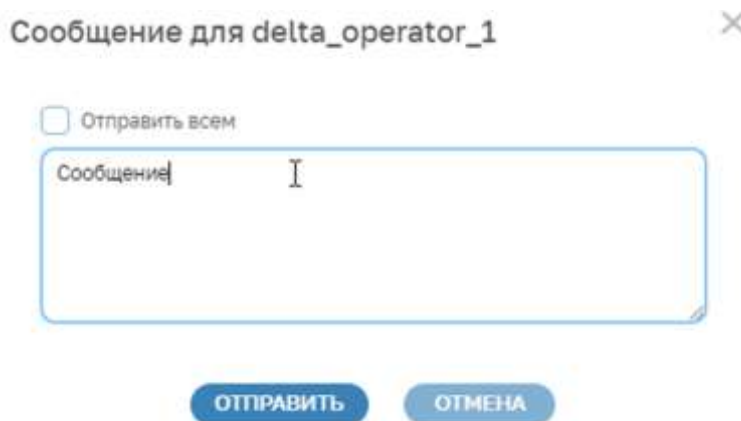 Сообщение для delta_operator_1
Отправить всем
Сообщение
ОТПРАВИТЬ ОТМЕНА